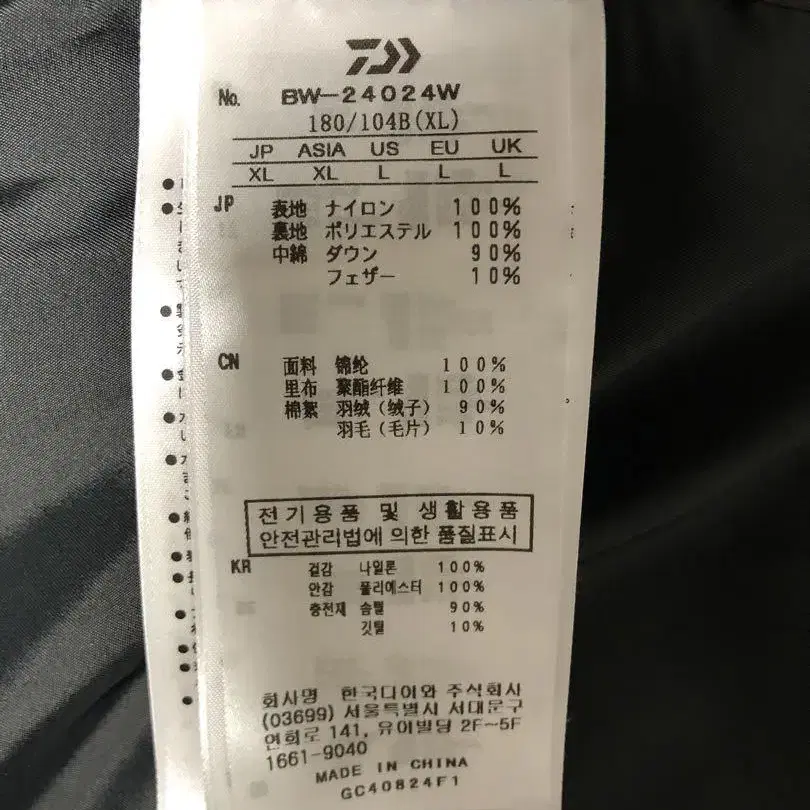 No. BW-24024W
180/104B(XL)
JP ASIA US EU UK
XL XL L L L
JP 表地 ナイロン 100%
裏地 ポリエステル 100%
中綿 ダウン 90%
フェザー 10%
CN 面料 锦纶 100%
里布 聚酯纤维 100%
棉絮 羽绒（绒子） 90%
羽毛（毛片） 10%
전기용품 및 생활용품
안전관리법에 의한 품질표시
KR 겉감 나일론 100%
안감 폴리에스터 100%
충전재 솜털 90%
깃털 10%
회사명 한국다이와 주식회사
(03699) 서울특별시 서대문구
연희로 141, 유이빌딩 2F~5F
1661-9040
MADE IN CHINA
GC40824F1